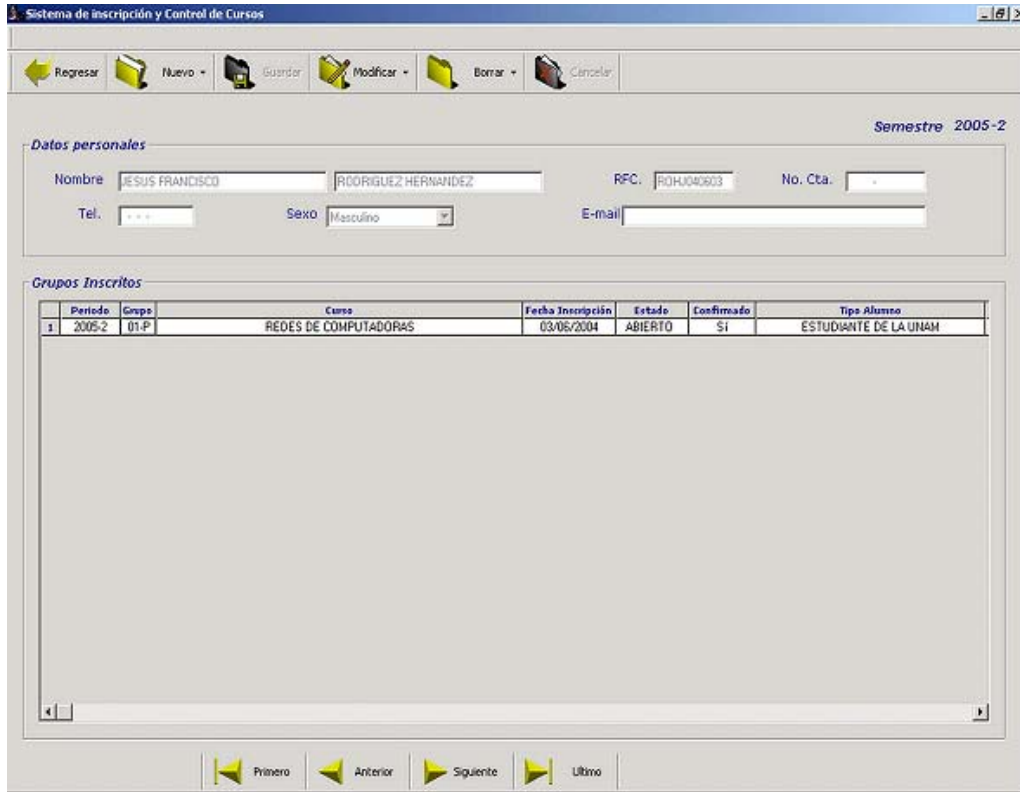 Sistema de inscripción y Control de Cursos
Regresar Nuevo Guardar Modificar Borrar Cancelar
Semestre 2005-2
Datos personales
Nombre JESUS FRANCISCO RODRIGUEZ HERNANDEZ RFC. ROHJ040603 No. Cta. -
Tel. - - - Sexo Masculino E-mail
Grupos Inscritos
Periodo Grupo Curso Fecha Inscripción Estado Confirmado Tipo Alumno
1 2005-2 01-P REDES DE COMPUTADORAS 03/06/2004 ABIERTO Sí ESTUDIANTE DE LA UNAM
Primero Anterior Siguiente Ultimo